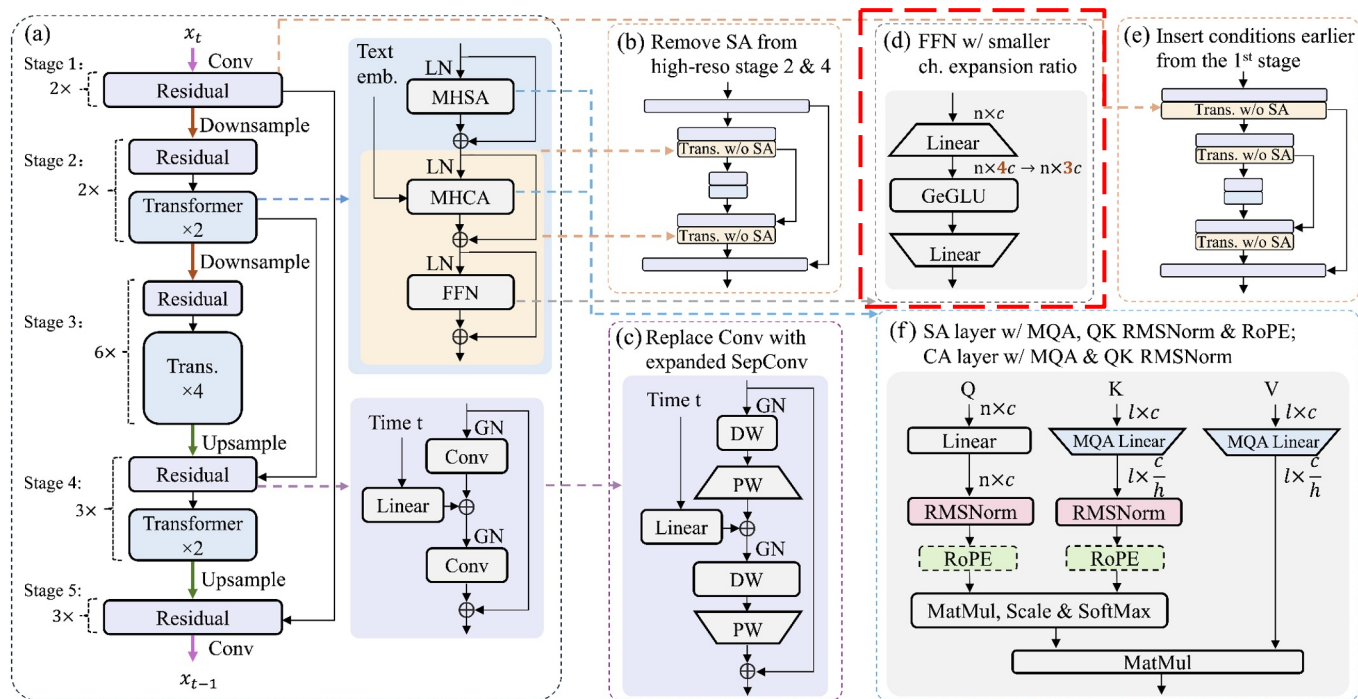 (a)
x_t
Conv
Stage 1:
2×
Residual
Downsample
Stage 2:
2×
Residual
Transformer
×2
Downsample
Stage 3:
6×
Residual
Trans.
×4
Upsample
Stage 4:
3×
Residual
Transformer
×2
Upsample
Stage 5:
3×
Residual
Conv
x_{t−1}
Text
emb.
LN
MHSA
LN
MHCA
LN
FFN
Time t
GN
Conv
Linear
GN
Conv
(b) Remove SA from
high-reso stage 2 & 4
Trans. w/o SA
Trans. w/o SA
(c) Replace Conv with
expanded SepConv
Time t
GN
DW
PW
Linear
GN
DW
PW
(d) FFN w/ smaller
ch. expansion ratio
n×c
Linear
n×4c → n×3c
GeGLU
Linear
(e) Insert conditions earlier
from the 1st stage
Trans. w/o SA
Trans. w/o SA
Trans. w/o SA
(f) SA layer w/ MQA, QK RMSNorm & RoPE;
CA layer w/ MQA & QK RMSNorm
Q K V
n×c l×c l×c
Linear MQA Linear MQA Linear
n×c l×c/h l×c/h
RMSNorm RMSNorm
RoPE RoPE
MatMul, Scale & SoftMax
MatMul